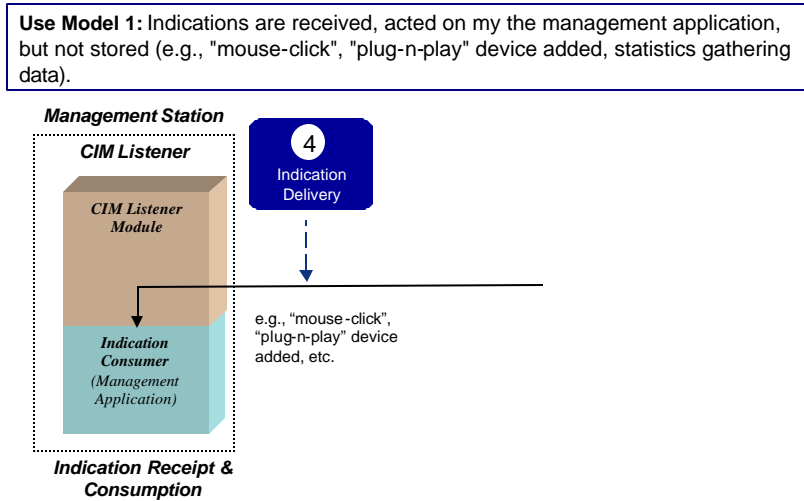 Use Model 1: Indications are received, acted on my the management application,
but not stored (e.g., "mouse-click", "plug-n-play" device added, statistics gathering
data).
Management Station
CIM Listener
4
Indication
Delivery
CIM Listener
Module
e.g., “mouse-click”,
“plug-n-play” device
added, etc.
Indication
Consumer
(Management
Application)
Indication Receipt &
Consumption